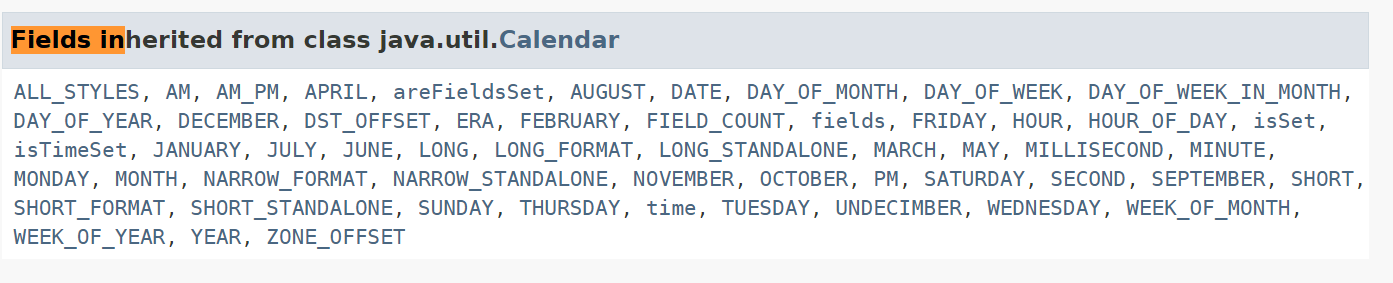 Fields inherited from class java.util.Calendar
ALL_STYLES, AM, AM_PM, APRIL, areFieldsSet, AUGUST, DATE, DAY_OF_MONTH, DAY_OF_WEEK, DAY_OF_WEEK_IN_MONTH,
DAY_OF_YEAR, DECEMBER, DST_OFFSET, ERA, FEBRUARY, FIELD_COUNT, fields, FRIDAY, HOUR, HOUR_OF_DAY, isSet,
isTimeSet, JANUARY, JULY, JUNE, LONG, LONG_FORMAT, LONG_STANDALONE, MARCH, MAY, MILLISECOND, MINUTE,
MONDAY, MONTH, NARROW_FORMAT, NARROW_STANDALONE, NOVEMBER, OCTOBER, PM, SATURDAY, SECOND, SEPTEMBER, SHORT,
SHORT_FORMAT, SHORT_STANDALONE, SUNDAY, THURSDAY, time, TUESDAY, UNDECIMBER, WEDNESDAY, WEEK_OF_MONTH,
WEEK_OF_YEAR, YEAR, ZONE_OFFSET